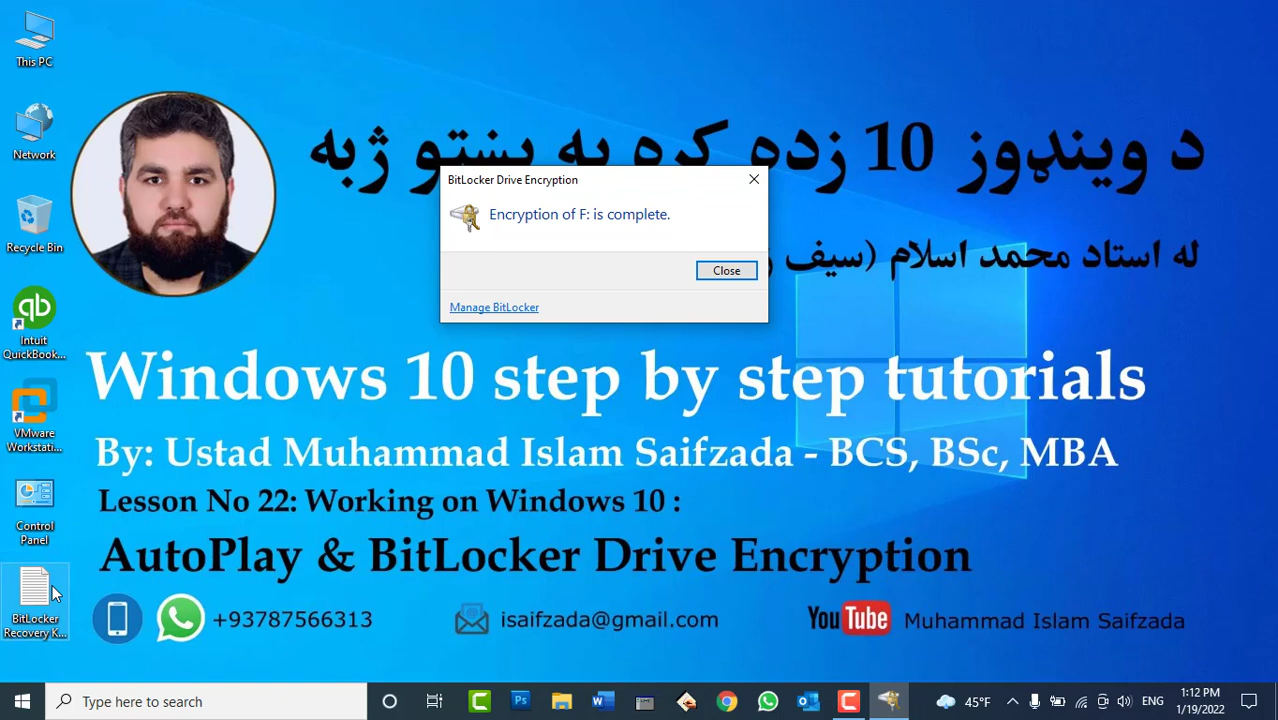 This PC
Network
Recycle Bin
Intuit
QuickBook...
VMware
Workstati...
Control
Panel
BitLocker
Recovery K...
د وینډوز 10 زده کړه په پښتو ژبه
BitLocker Drive Encryption
Encryption of F: is complete.
Close
Manage BitLocker
له استاد محمد اسلام (سیف
Windows 10 step by step tutorials
By: Ustad Muhammad Islam Saifzada - BCS, BSc, MBA
Lesson No 22: Working on Windows 10 :
AutoPlay & BitLocker Drive Encryption
+93787566313
isaifzada@gmail.com
YouTube
Muhammad Islam Saifzada
Type here to search
Ps
45°F
ENG
1:12 PM
1/19/2022